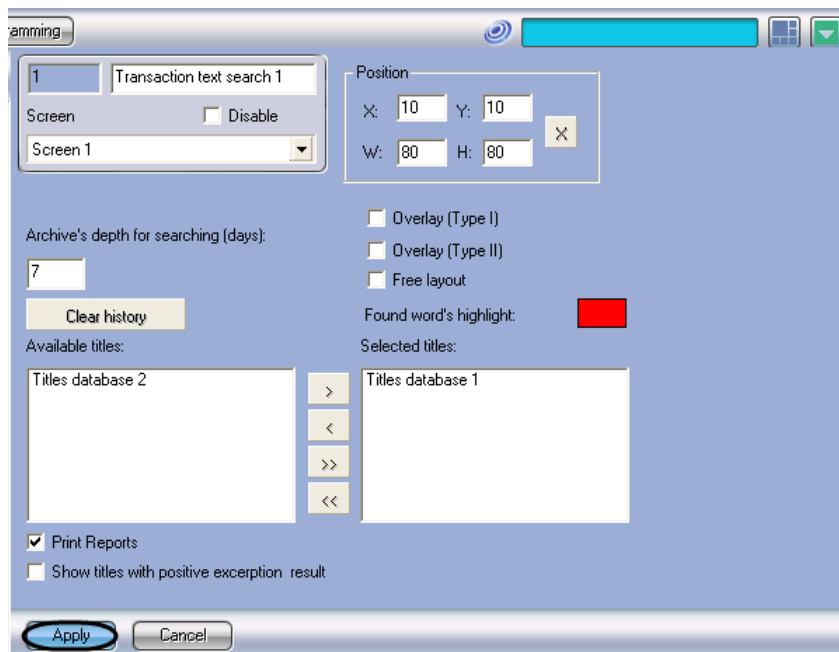 amming
1 Transaction text search 1
Screen Disable
Screen 1
Position
X: 10 Y: 10
X
W: 80 H: 80
Overlay (Type I)
Archive's depth for searching (days):
Overlay (Type II)
7
Free layout
Clear history
Found word's highlight:
Available titles:
Selected titles:
Titles database 2
Titles database 1
>
<
>>
<<
Print Reports
Show titles with positive excerption result
Apply Cancel